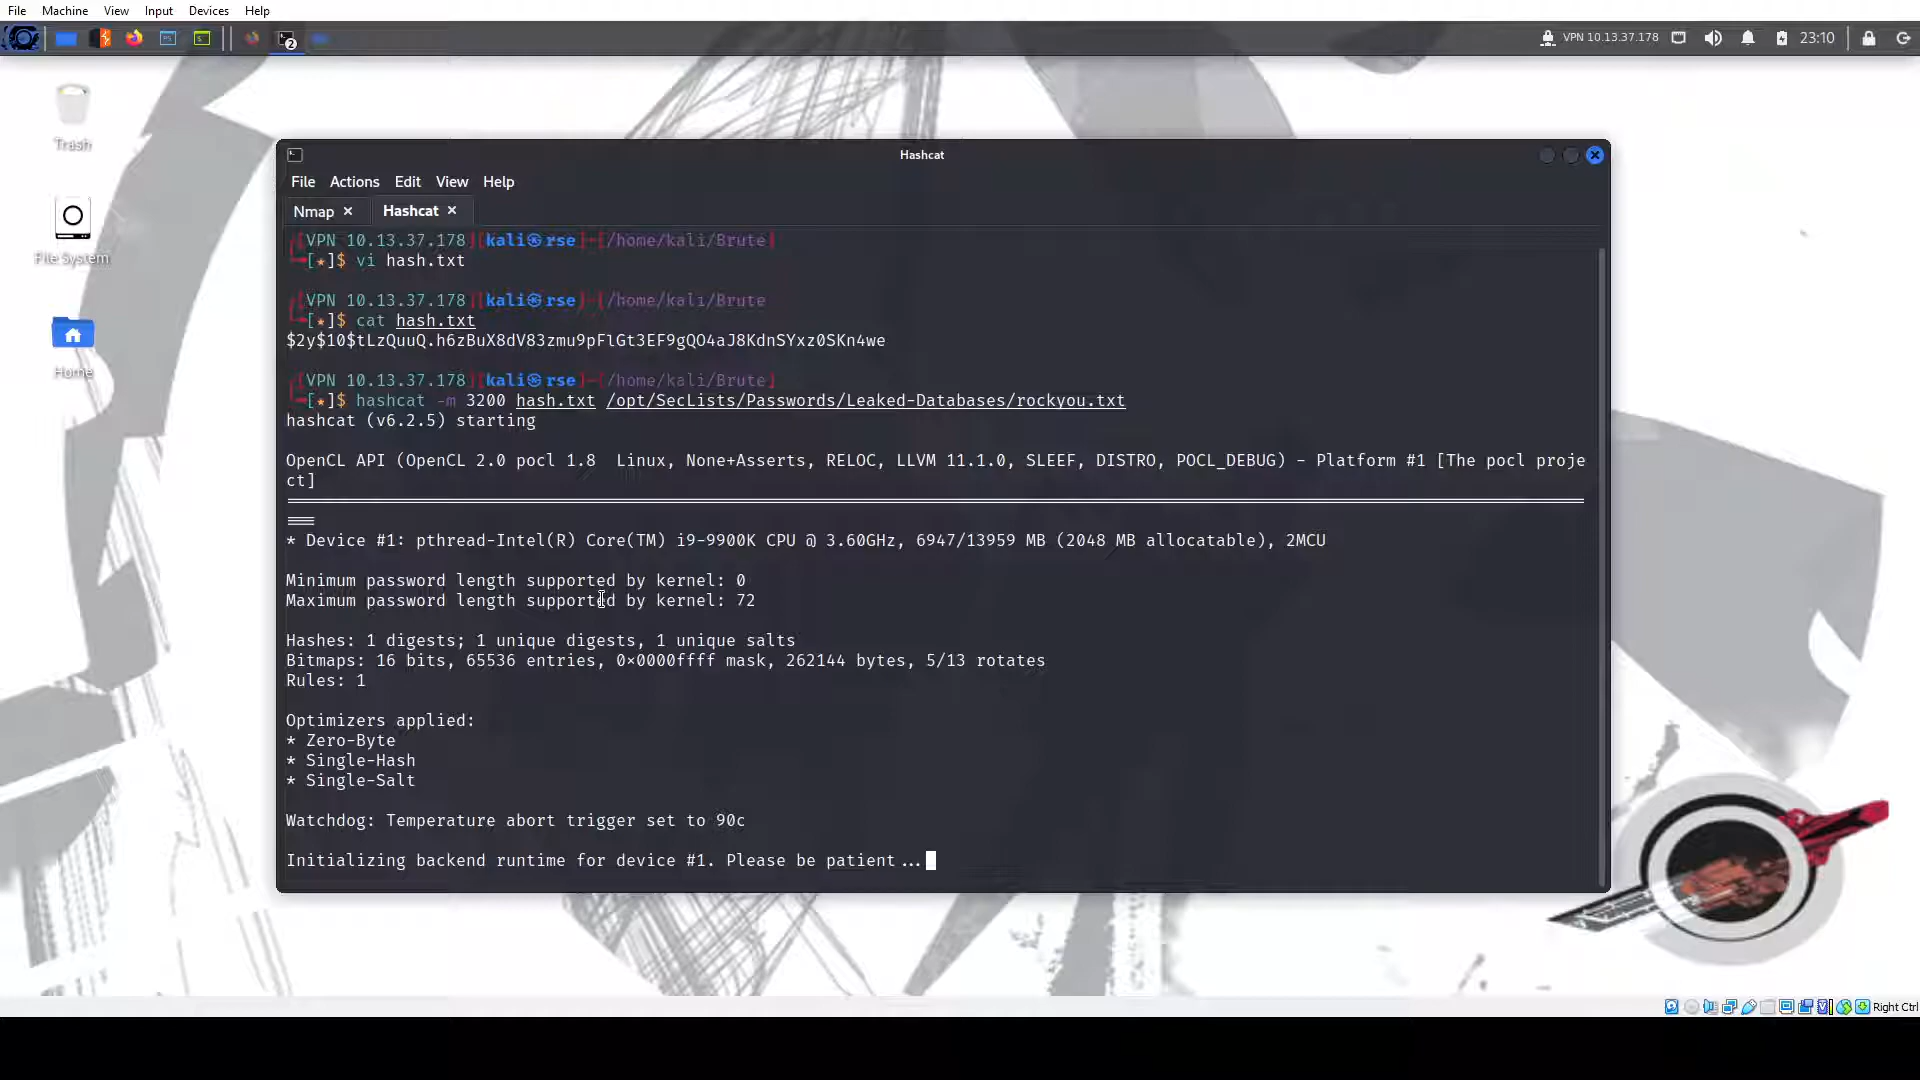 File Machine View Input Devices Help
VPN 10.13.37.178 23:10
2
Trash
File System
Home
Hashcat
File Actions Edit View Help
Nmap × Hashcat ×
[VPN 10.13.37.178][kali㉿rse]-[/home/kali/Brute]
[★]$ vi hash.txt
[VPN 10.13.37.178][kali㉿rse]-[/home/kali/Brute]
[★]$ cat hash.txt
$2y$10$tLzQuuQ.h6zBuX8dV83zmu9pFlGt3EF9gQO4aJ8KdnSYxz0SKn4we
[VPN 10.13.37.178][kali㉿rse]-[/home/kali/Brute]
[★]$ hashcat -m 3200 hash.txt /opt/SecLists/Passwords/Leaked-Databases/rockyou.txt
hashcat (v6.2.5) starting
OpenCL API (OpenCL 2.0 pocl 1.8  Linux, None+Asserts, RELOC, LLVM 11.1.0, SLEEF, DISTRO, POCL_DEBUG) - Platform #1 [The pocl proje
ct]
* Device #1: pthread-Intel(R) Core(TM) i9-9900K CPU @ 3.60GHz, 6947/13959 MB (2048 MB allocatable), 2MCU
Minimum password length supported by kernel: 0
Maximum password length supported by kernel: 72
Hashes: 1 digests; 1 unique digests, 1 unique salts
Bitmaps: 16 bits, 65536 entries, 0×0000ffff mask, 262144 bytes, 5/13 rotates
Rules: 1
Optimizers applied:
* Zero-Byte
* Single-Hash
* Single-Salt
Watchdog: Temperature abort trigger set to 90c
Initializing backend runtime for device #1. Please be patient...
Right Ctrl